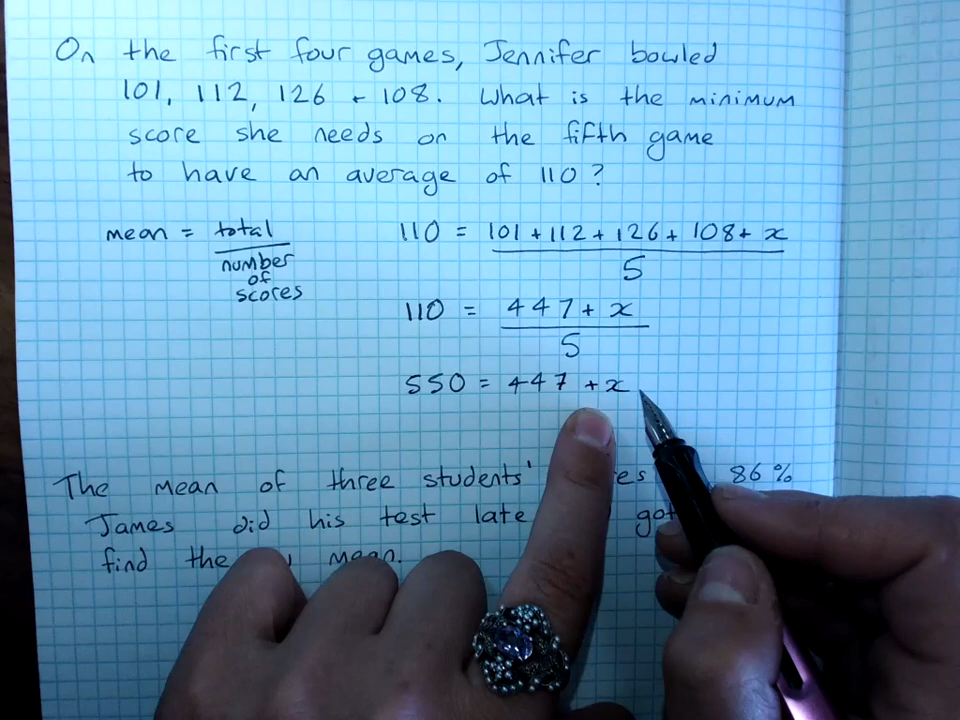 On the first four games, Jennifer bowled
101, 112, 126 + 108. What is the minimum
score she needs on the fifth game
to have an average of 110?
mean = total
number
of
scores
110 = 101 + 112 + 126 + 108 + x
5
110 = 447 + x
5
550 = 447 + x
The mean of three students' 86%
James did his test late got
find the mean.